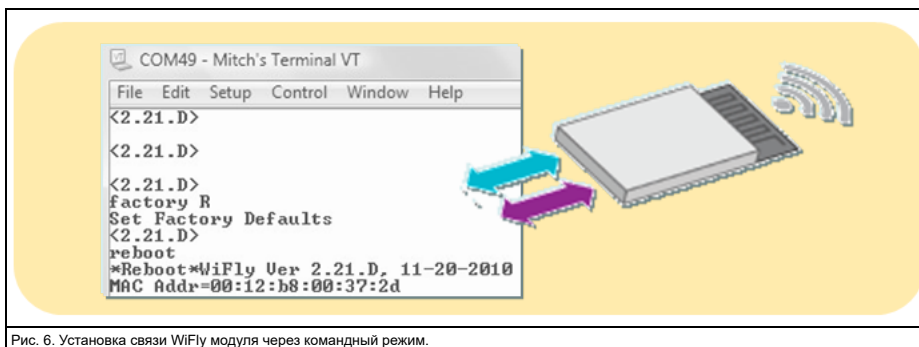 COM49 - Mitch's Terminal VT
File Edit Setup Control Window Help
<2.21.D>
<2.21.D>
<2.21.D>
factory R
Set Factory Defaults
<2.21.D>
reboot
*Reboot*WiFly Ver 2.21.D, 11-20-2010
MAC Addr=00:12:b8:00:37:2d
Рис. 6. Установка связи WiFly модуля через командный режим.